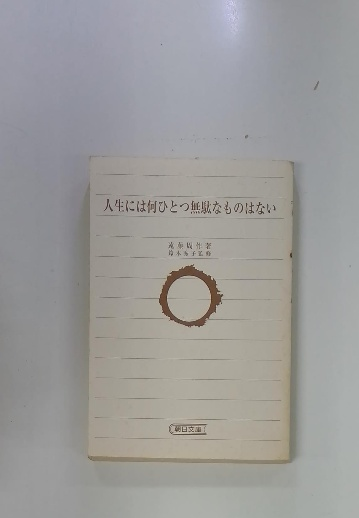 人生には何ひとつ無駄なものはない
遠藤周作著
鈴木秀子監修
朝日文庫